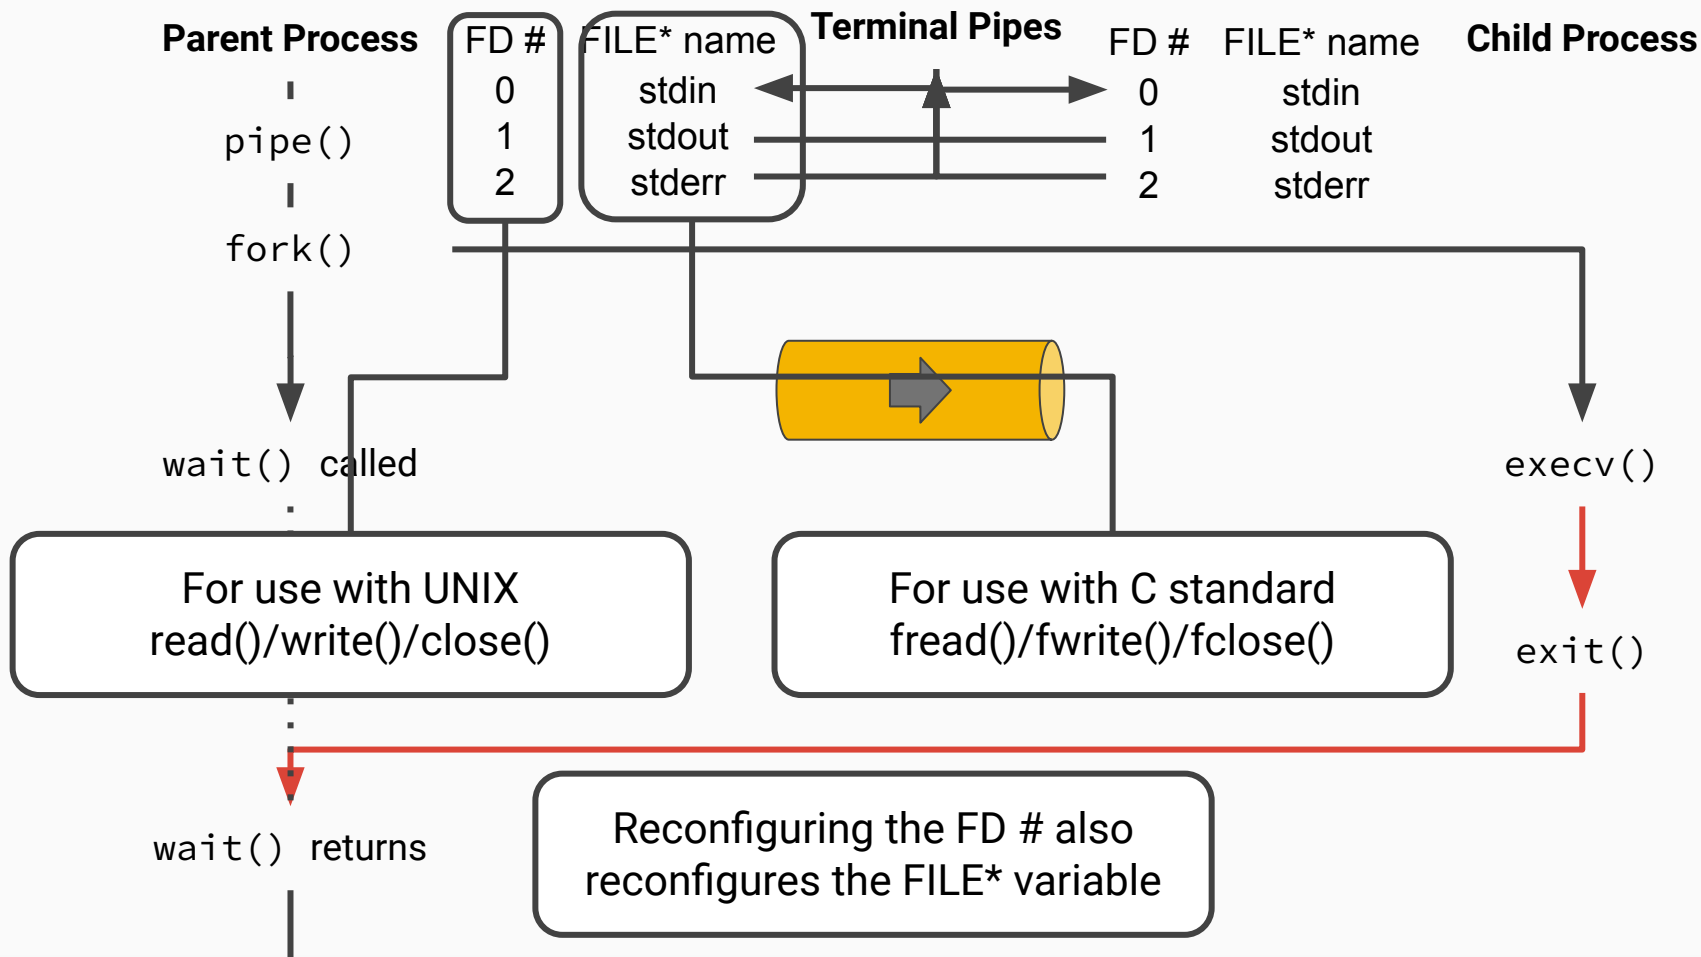 Parent Process
FD #
FILE* name
Terminal Pipes
FD #
FILE* name
Child Process
0
stdin
0
stdin
pipe()
1
stdout
1
stdout
2
stderr
2
stderr
fork()
wait() called
execv()
For use with UNIX
read()/write()/close()
For use with C standard
fread()/fwrite()/fclose()
exit()
Reconfiguring the FD # also
reconfigures the FILE* variable
wait() returns